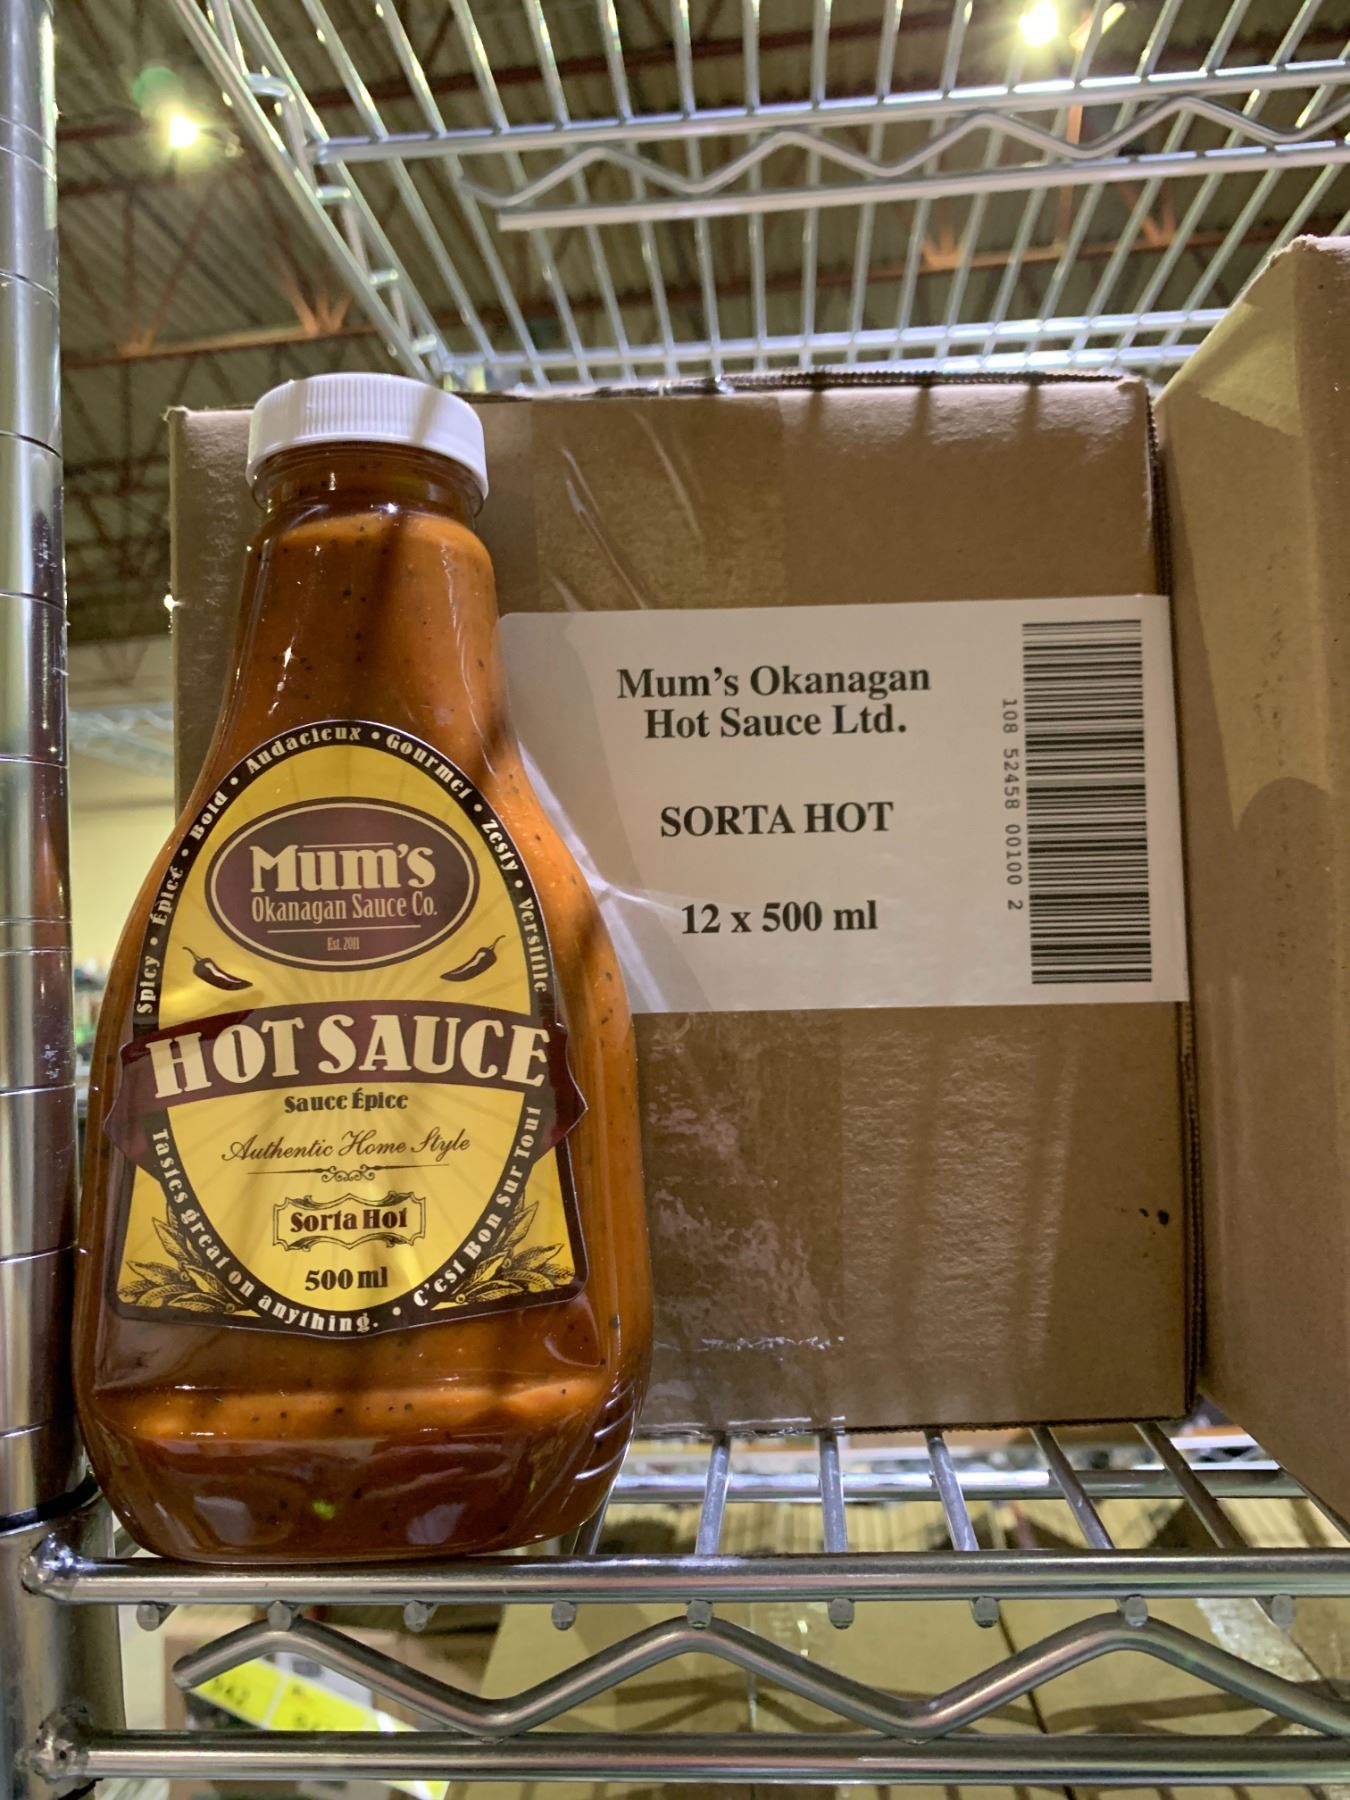 Spicy • Épicé • Bold • Audacieux • Gourmet • Zesty • Versitile
Mum's
Okanagan Sauce Co.
Est. 2011
HOT SAUCE
Sauce Épice
Authentic Home Style
Sorta Hot
500 ml
Tastes great on anything. • C'est Bon Sur Tout
Mum's Okanagan
Hot Sauce Ltd.
SORTA HOT
12 x 500 ml
108 52458 00100 2